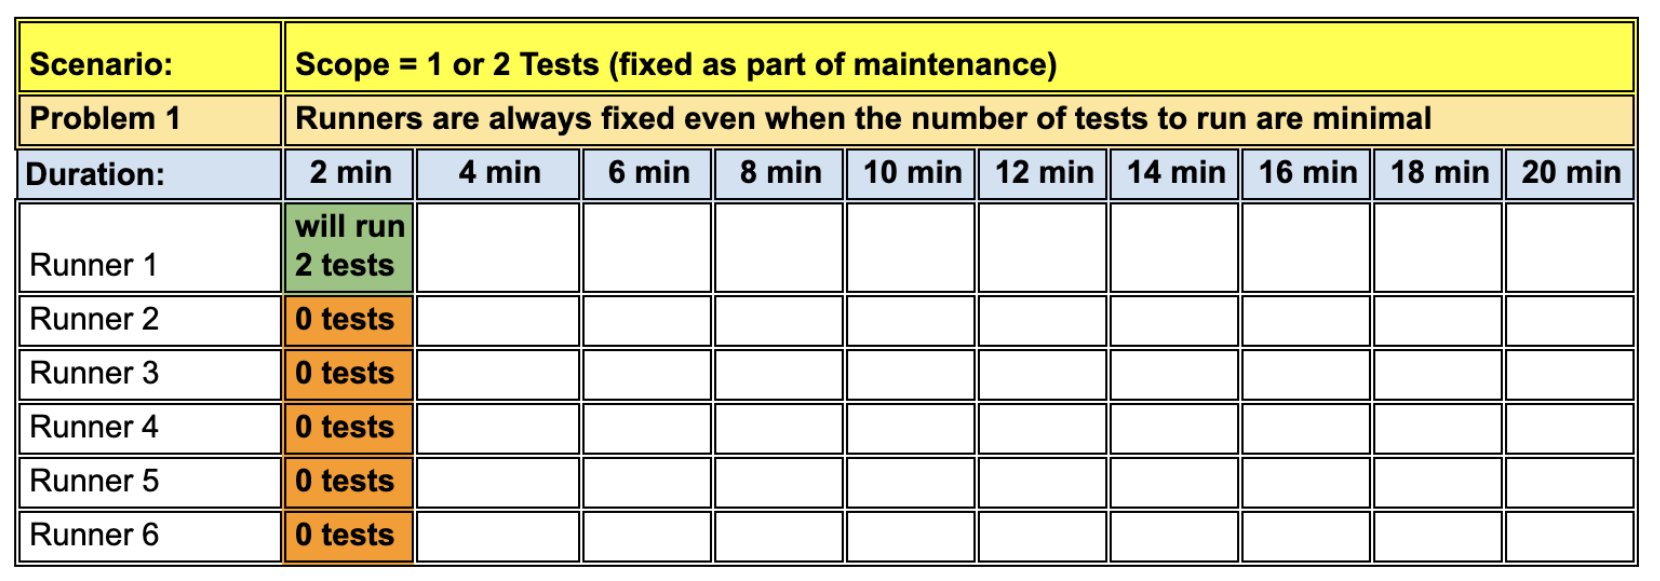 Scenario: Scope = 1 or 2 Tests (fixed as part of maintenance)
Problem 1 Runners are always fixed even when the number of tests to run are minimal
Duration: 2 min 4 min 6 min 8 min 10 min 12 min 14 min 16 min 18 min 20 min
Runner 1 will run
2 tests
Runner 2 0 tests
Runner 3 0 tests
Runner 4 0 tests
Runner 5 0 tests
Runner 6 0 tests